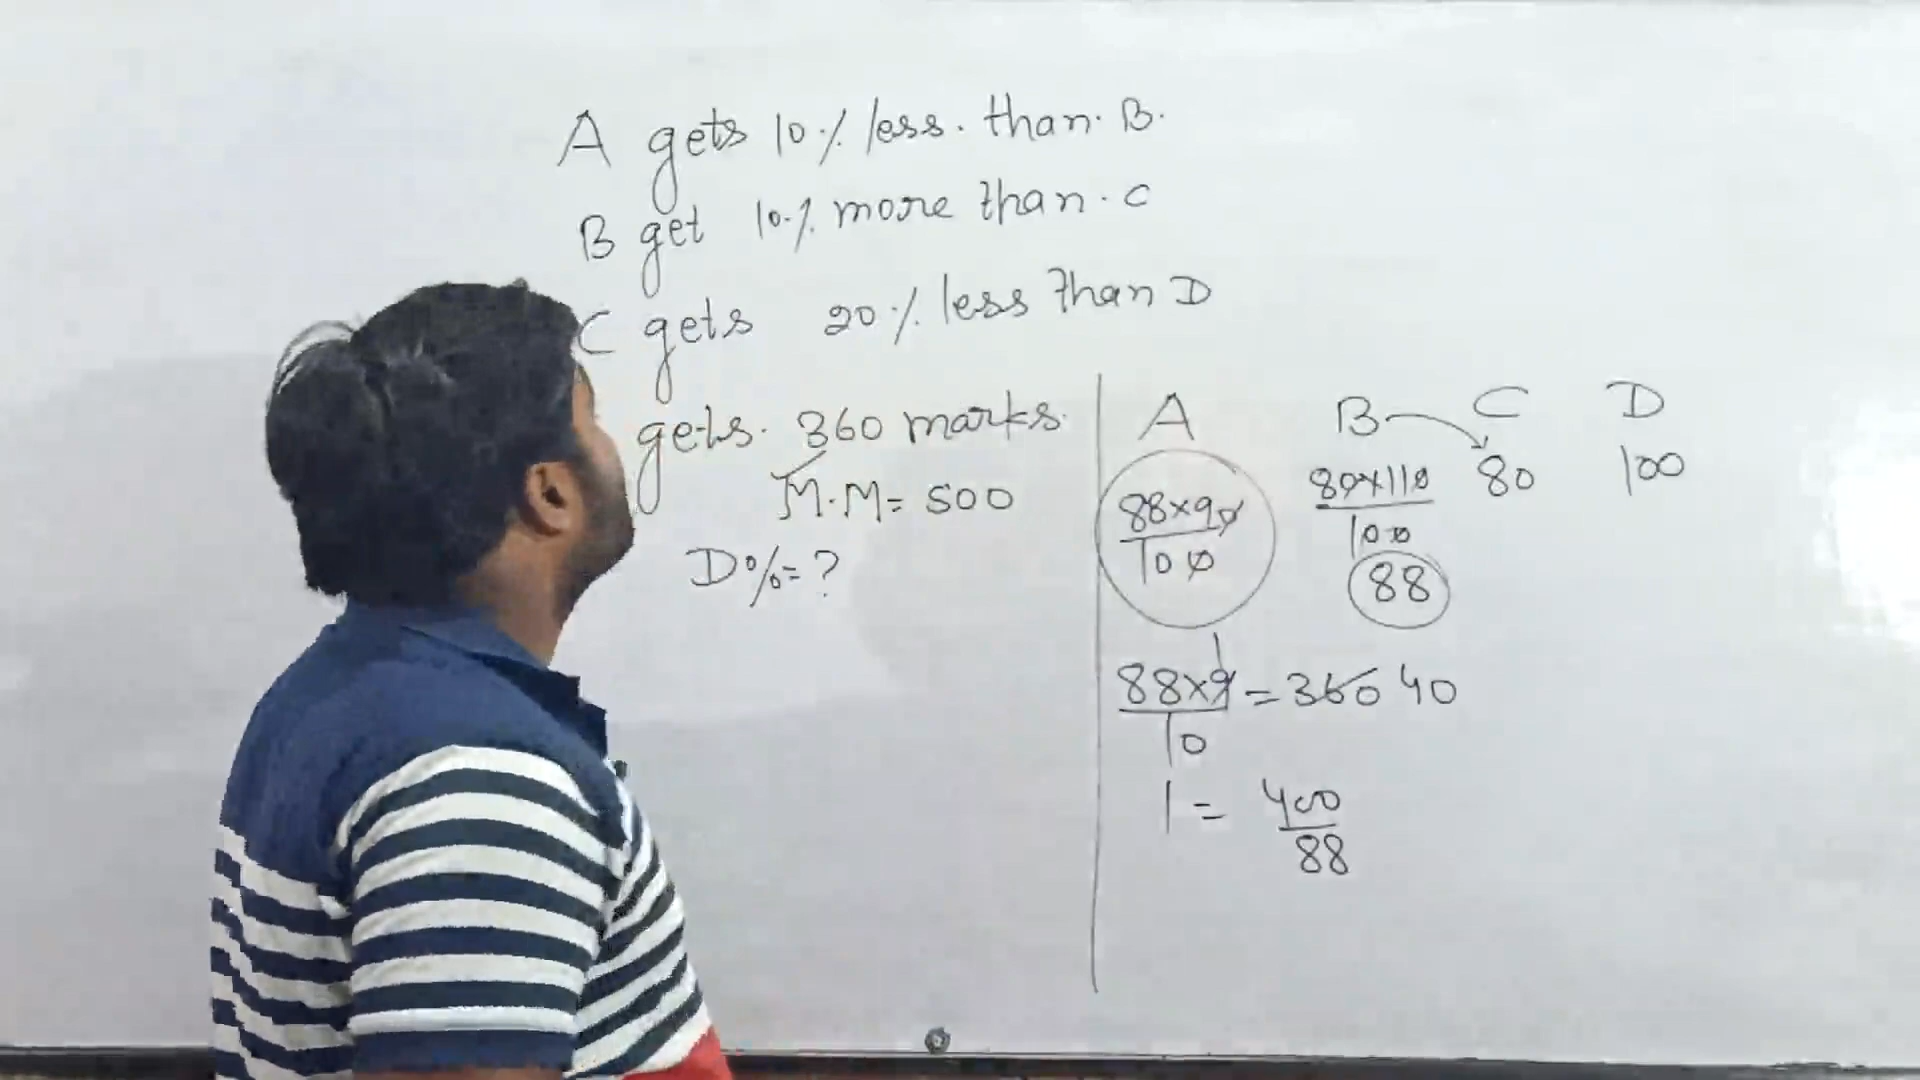 A gets 10% less. than. B.
B get 10% more than. C
C gets 20% less than D
gets. 360 marks.
M.M= 500
D%= ?
A B C D
88×90/100 80×110/100 80 100
88
88×9/10 = 360 40
1 = 400/88